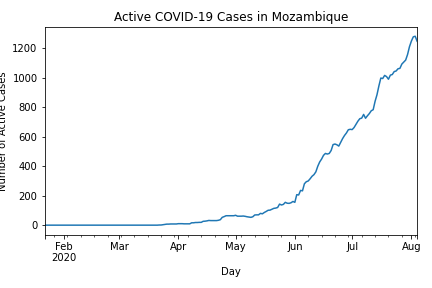 Active COVID-19 Cases in Mozambique
Number of Active Cases
1200
1000
800
600
400
200
0
Feb Mar Apr May Jun Jul Aug
2020
Day